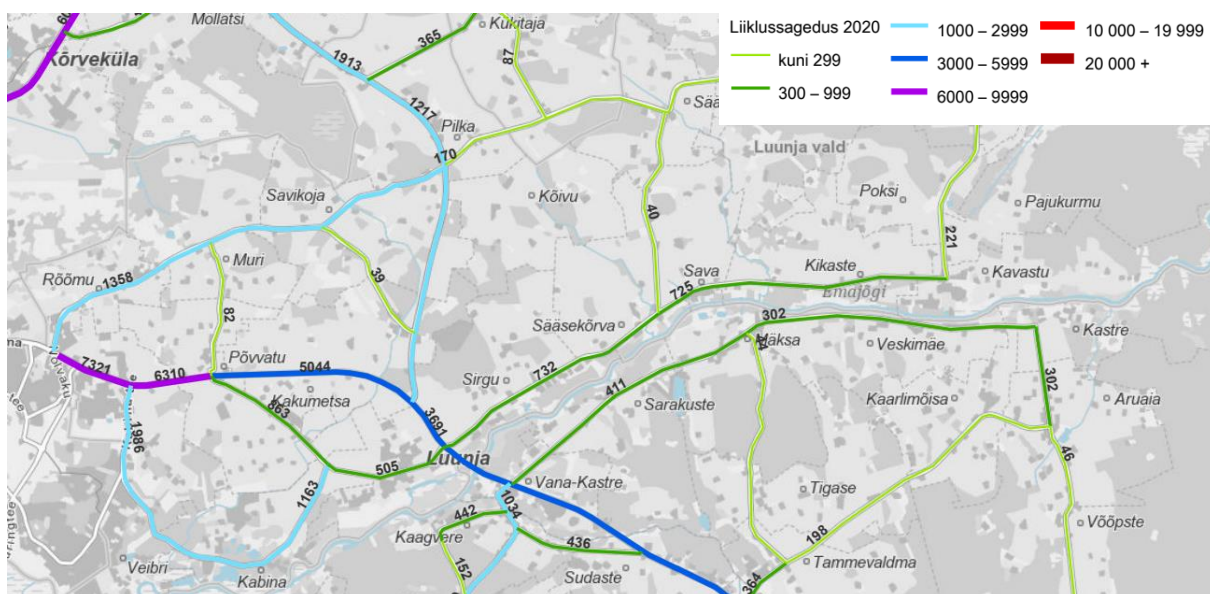 Liiklussagedus 2020
kuni 299
300 – 999
1000 – 2999
3000 – 5999
6000 – 9999
10 000 – 19 999
20 000 +
Mollatsi
Kukitaja
365
Kõrveküla
1913
87
1217
Pilka
170
Luunja vald
Savikoja
Kõivu
Poksi
Pajukurmu
40
221
Muri
39
Rõõmu
1358
82
Sava
Kikaste
Kavastu
725
Emajõgi
Sääsekõrva
302
Mäksa
Veskimäe
Kastre
7321
Põvvatu
6310
5044
Sirgu
732
411
302
863
Kakumetsa
3691
Sarakuste
Kaarlimõisa
Aruaia
1986
Luunja
505
46
1163
Vana-Kastre
1034
Tigase
442
Kaagvere
436
198
Võõpste
Veibri
Kabina
152
Sudaste
364
Tammevaldma